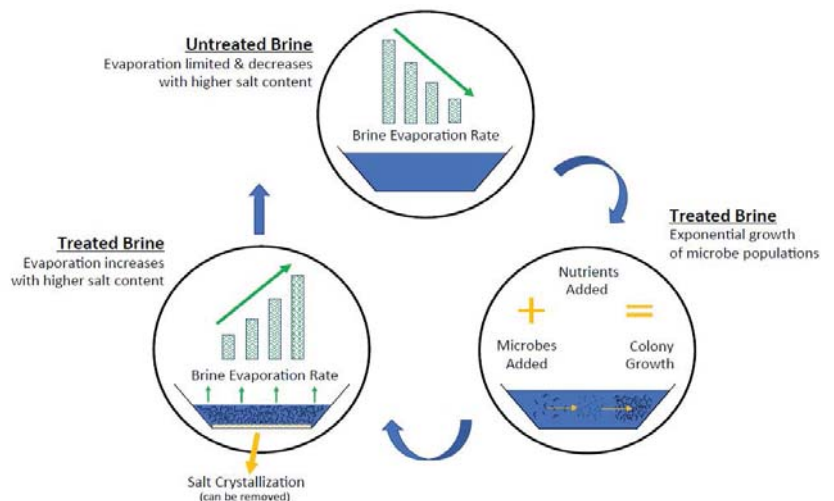 Untreated Brine
Evaporation limited & decreases
with higher salt content
Brine Evaporation Rate
Treated Brine
Exponential growth
of microbe populations
Nutrients
Added
+
=
Microbes
Added
Colony
Growth
Treated Brine
Evaporation increases
with higher salt content
Brine Evaporation Rate
Salt Crystallization
(can be removed)